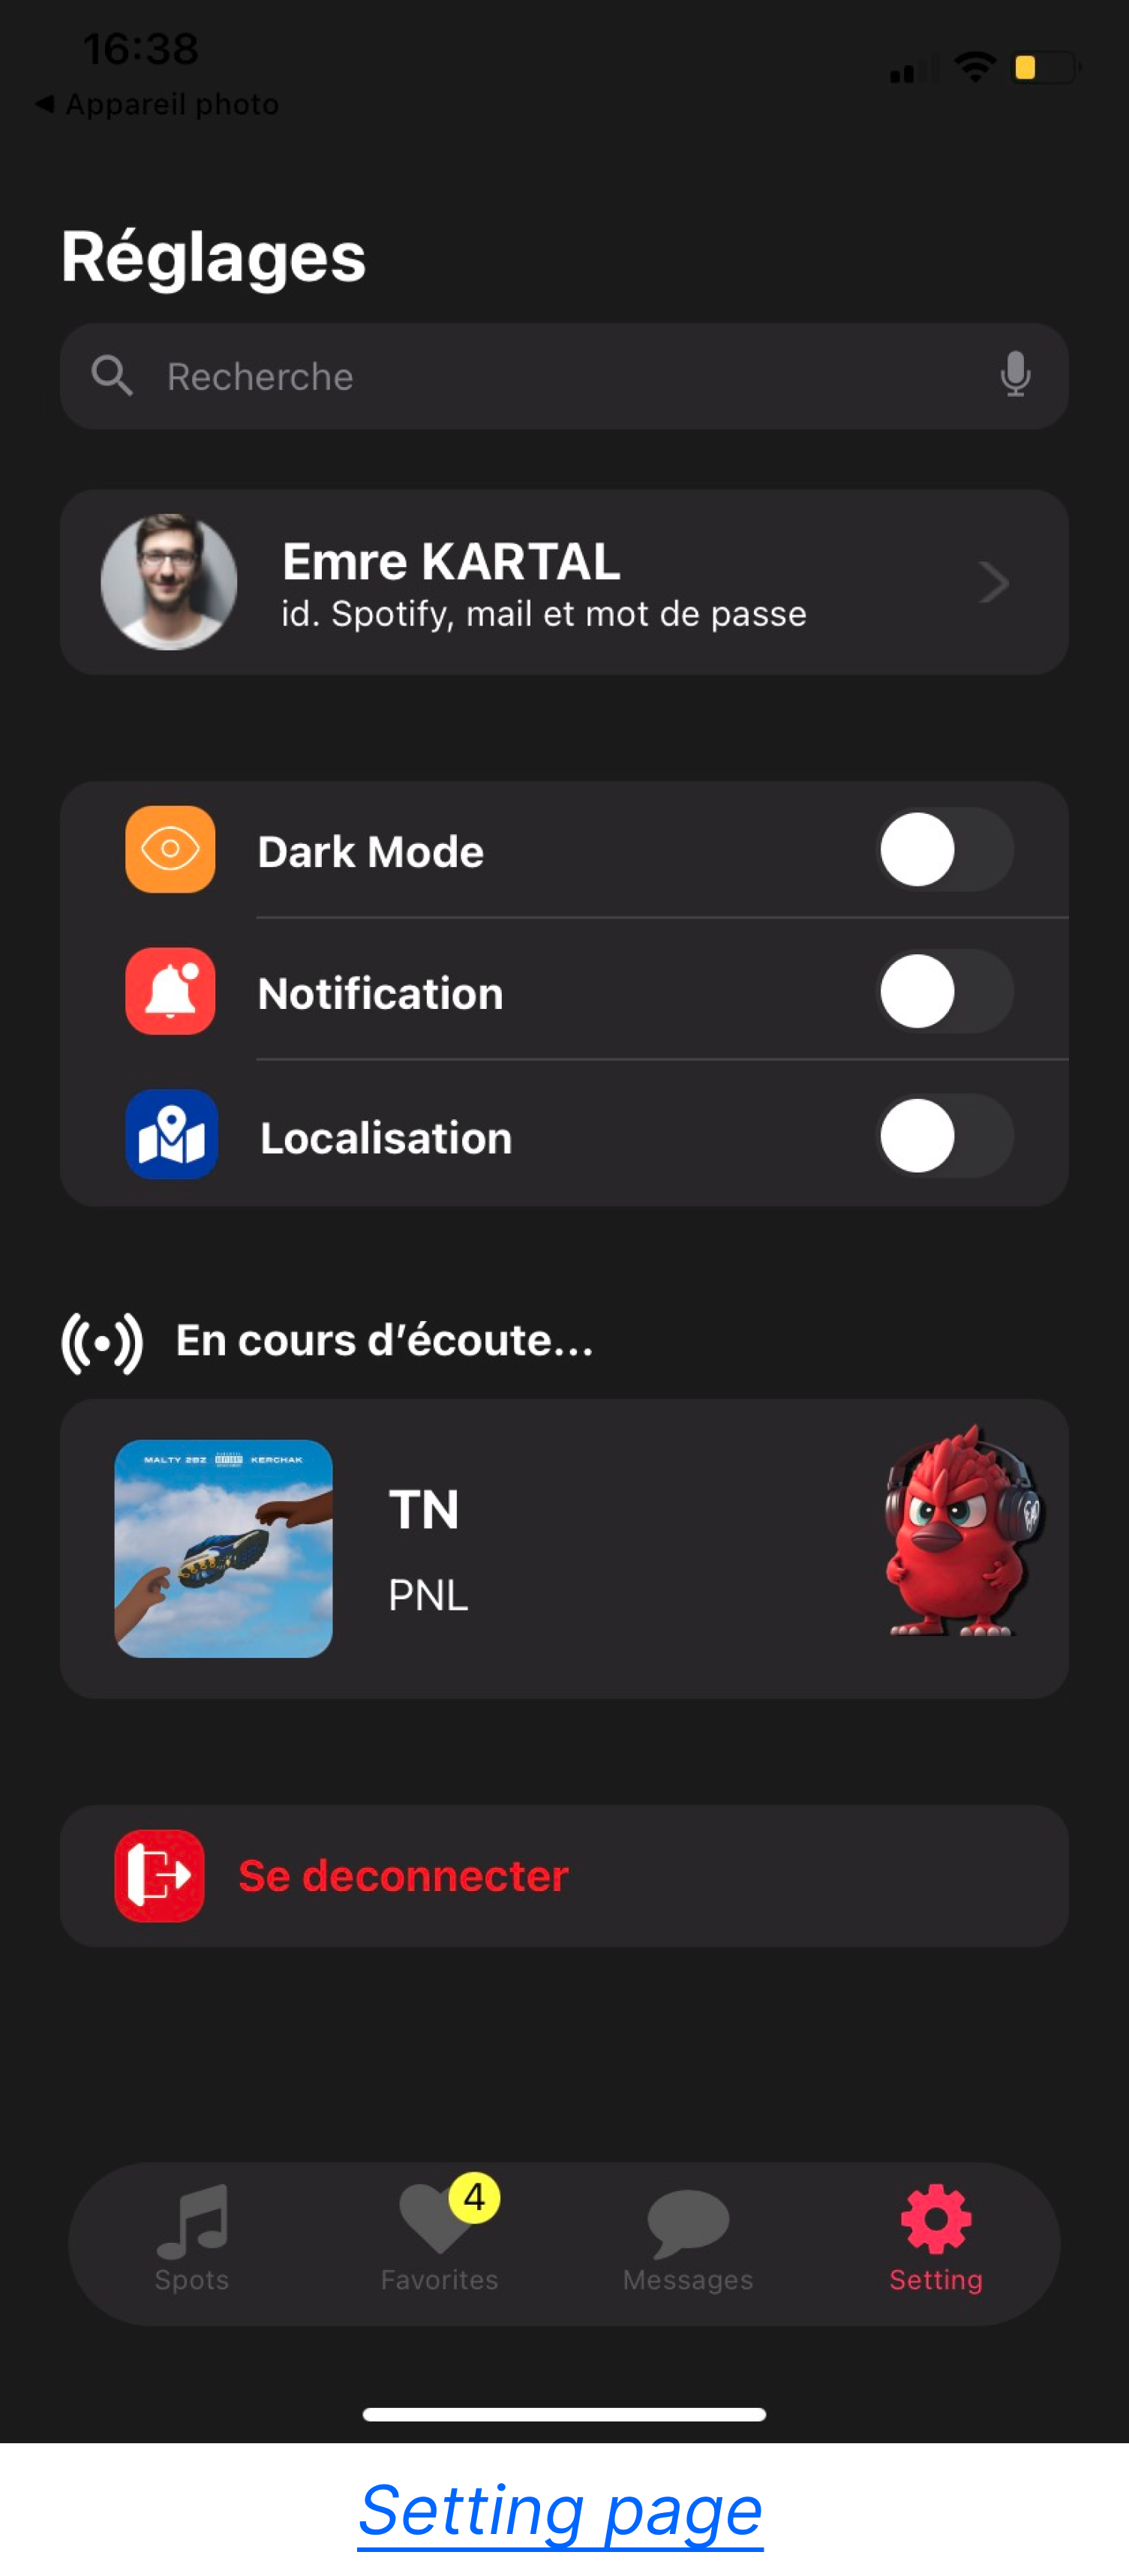 16:38
◀ Appareil photo
Réglages
Recherche
Emre KARTAL
id. Spotify, mail et mot de passe
Dark Mode
Notification
Localisation
En cours d’écoute...
MALTY 2BZ KERCHAK
TN
PNL
Se deconnecter
4
Spots
Favorites
Messages
Setting
Setting page